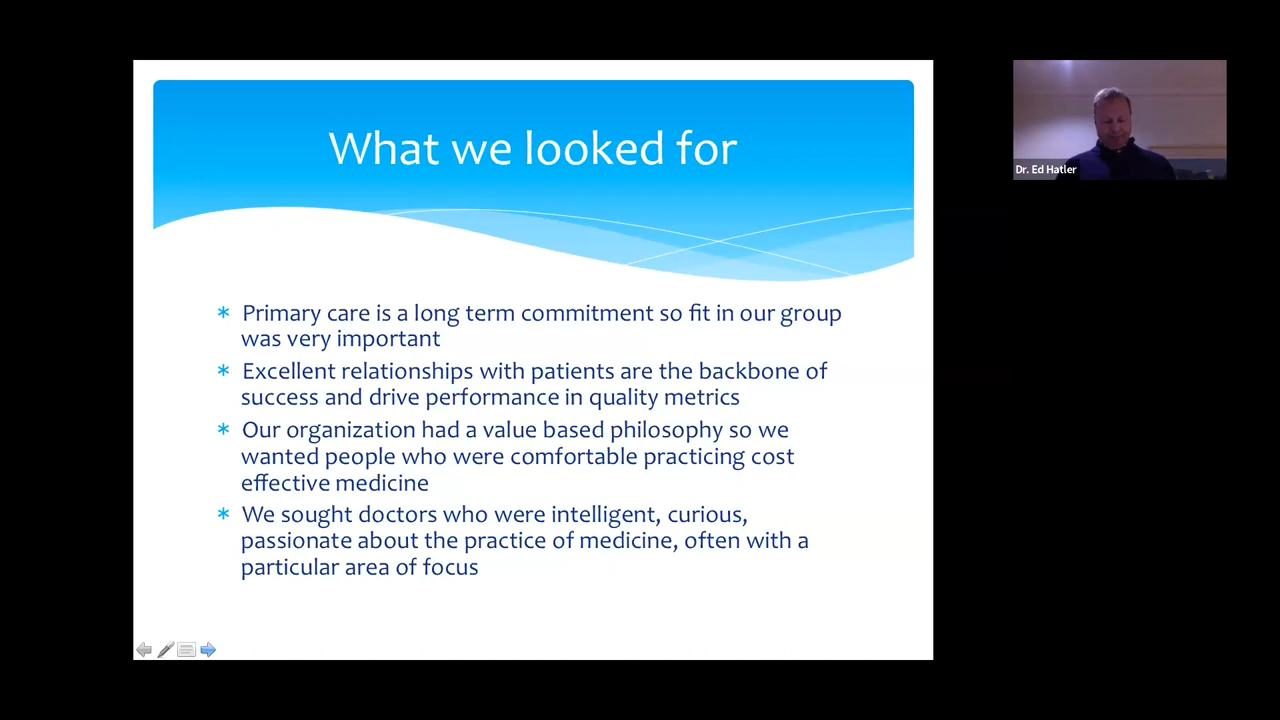 What we looked for
Dr. Ed Hatler
* Primary care is a long term commitment so fit in our group
was very important
* Excellent relationships with patients are the backbone of
success and drive performance in quality metrics
* Our organization had a value based philosophy so we
wanted people who were comfortable practicing cost
effective medicine
* We sought doctors who were intelligent, curious,
passionate about the practice of medicine, often with a
particular area of focus